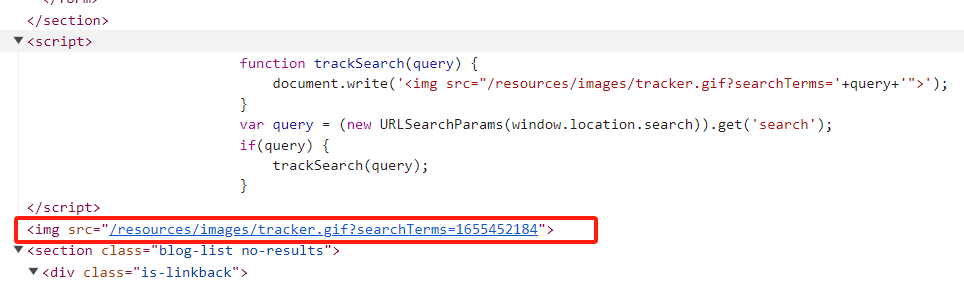 </form>
</section>
<script>
function trackSearch(query) {
document.write('<img src="/resources/images/tracker.gif?searchTerms='+query+'">');
}
var query = (new URLSearchParams(window.location.search)).get('search');
if(query) {
trackSearch(query);
}
</script>
<img src="/resources/images/tracker.gif?searchTerms=1655452184">
<section class="blog-list no-results">
<div class="is-linkback">